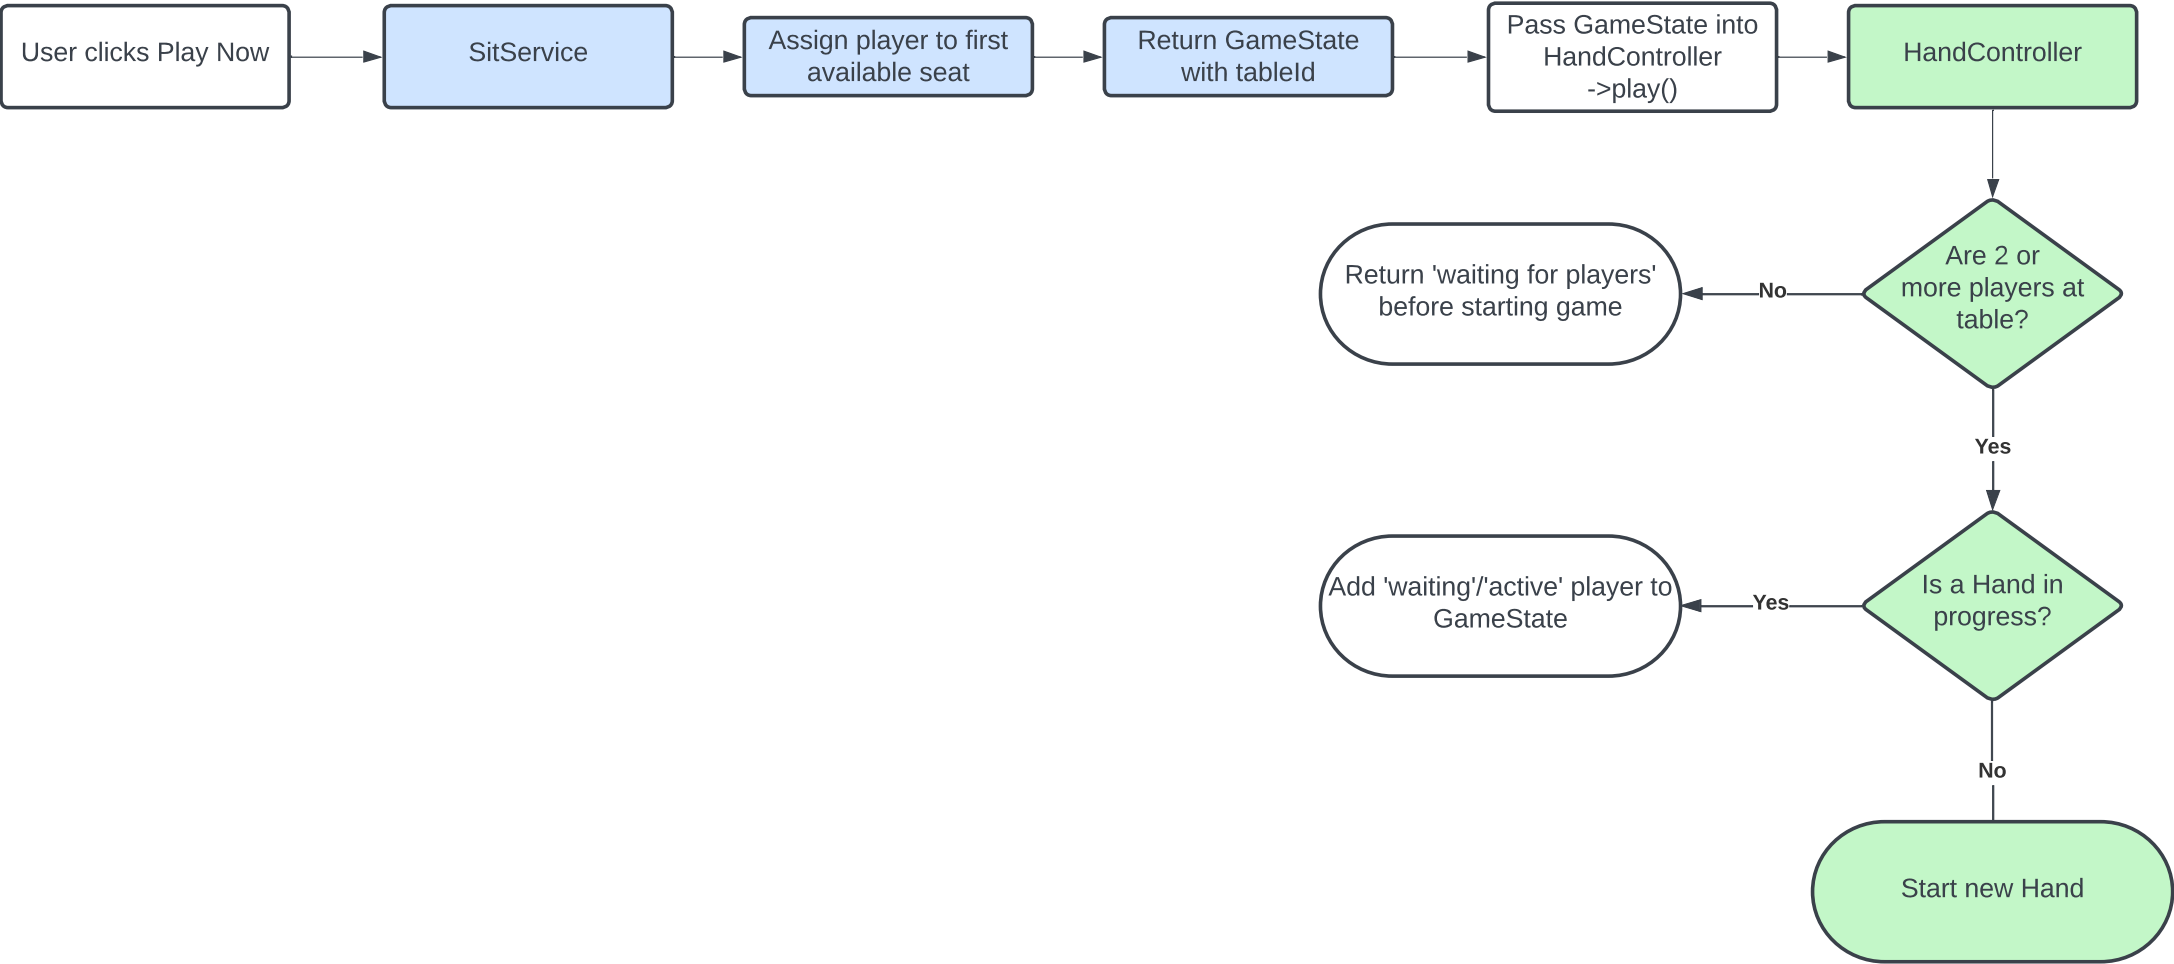 User clicks Play Now
SitService
Assign player to first
available seat
Return GameState
with tableId
Pass GameState into
HandController
->play()
HandController
Are 2 or
more players at
table?
No
Return 'waiting for players'
before starting game
Yes
Is a Hand in
progress?
Yes
Add 'waiting'/'active' player to
GameState
No
Start new Hand